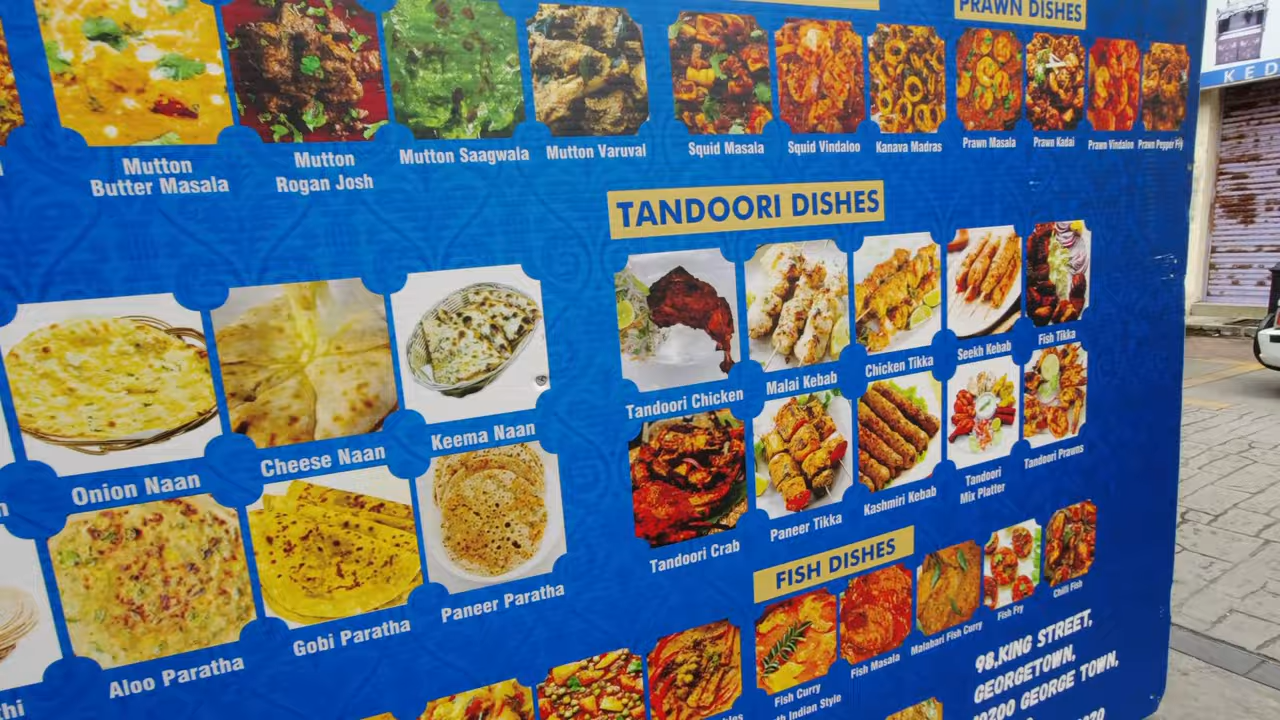 PRAWN DISHES
KED
Mutton
Butter Masala
Mutton
Rogan Josh
Mutton Saagwala
Mutton Varuval
Squid Masala
Squid Vindaloo
Kanava Madras
Prawn Masala
Prawn Kadai
Prawn Vindaloo
Prawn Pepper Fry
TANDOORI DISHES
Tandoori Chicken
Malai Kebab
Chicken Tikka
Seekh Kebab
Fish Tikka
Onion Naan
Cheese Naan
Keema Naan
Tandoori Crab
Paneer Tikka
Kashmiri Kebab
Tandoori
Mix Platter
Tandoori Prawns
Aloo Paratha
Gobi Paratha
Paneer Paratha
FISH DISHES
Fish Curry
Indian Style
Fish Masala
Malabari Fish Curry
Fish Fry
Chilli Fish
98,KING STREET,
GEORGETOWN,
10200 GEORGE TOWN,